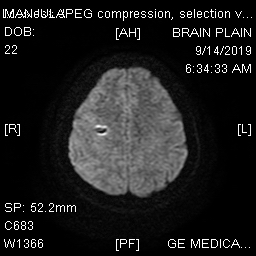 MANJULA JPEG compression, selection v...
DOB: [AH] BRAIN PLAIN
22 9/14/2019
6:34:33 AM
[R] [L]
SP: 52.2mm
C683
W1366 [PF] GE MEDICA...